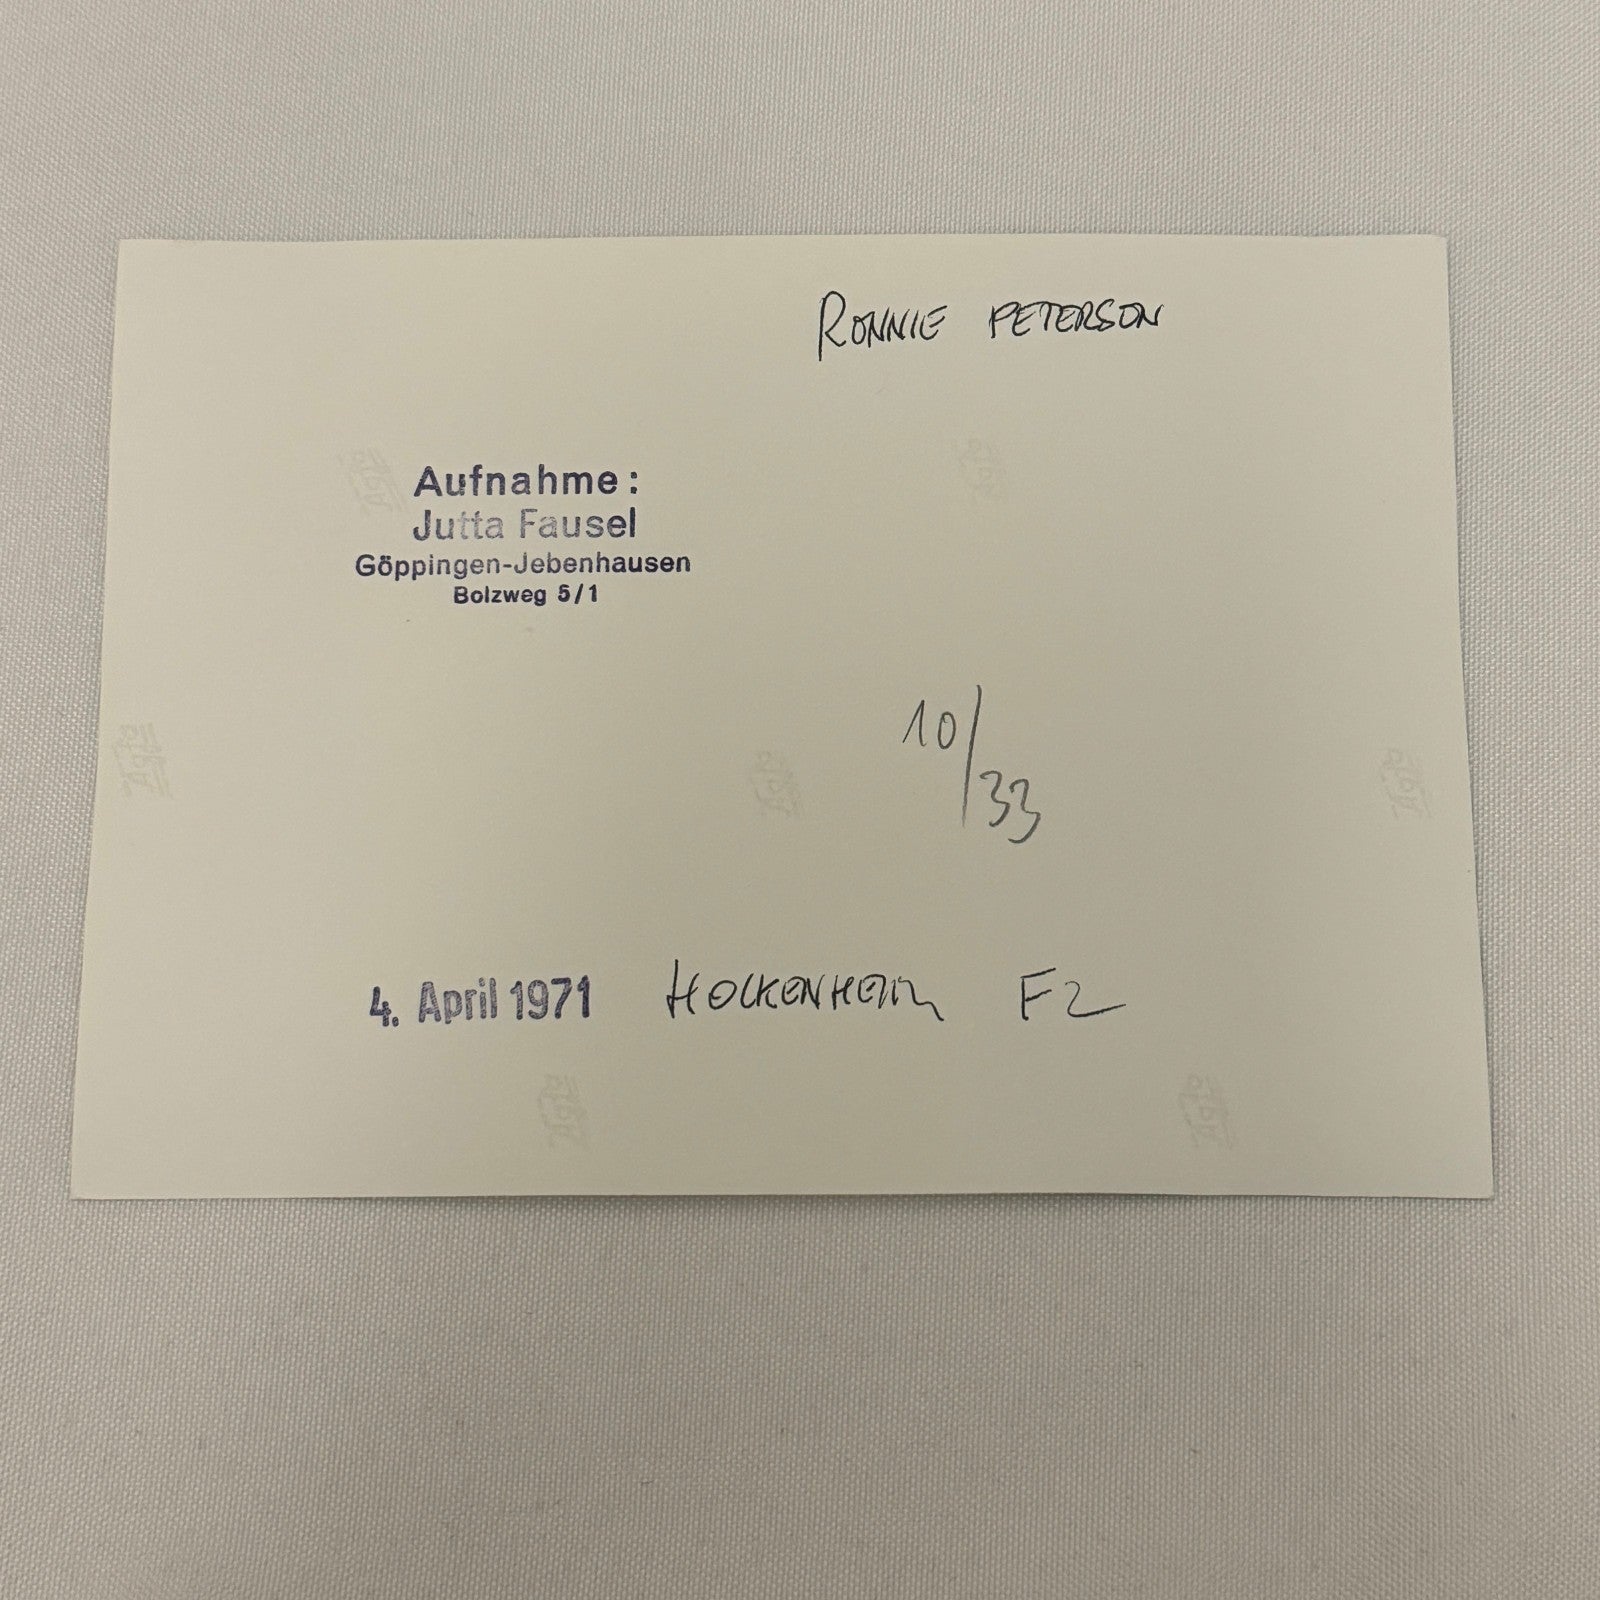 RONNIE PETERSON
Aufnahme:
Jutta Fausel
Göppingen-Jebenhausen
Bolzweg 5/1
10/33
4. April 1971 HOCKENHEIM F2